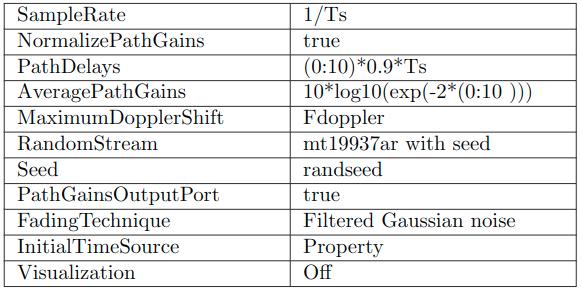 SampleRate 1/Ts
NormalizePathGains true
PathDelays (0:10)*0.9*Ts
AveragePathGains 10*log10(exp(-2*(0:10 )))
MaximumDopplerShift Fdoppler
RandomStream mt19937ar with seed
Seed randseed
PathGainsOutputPort true
FadingTechnique Filtered Gaussian noise
InitialTimeSource Property
Visualization Off